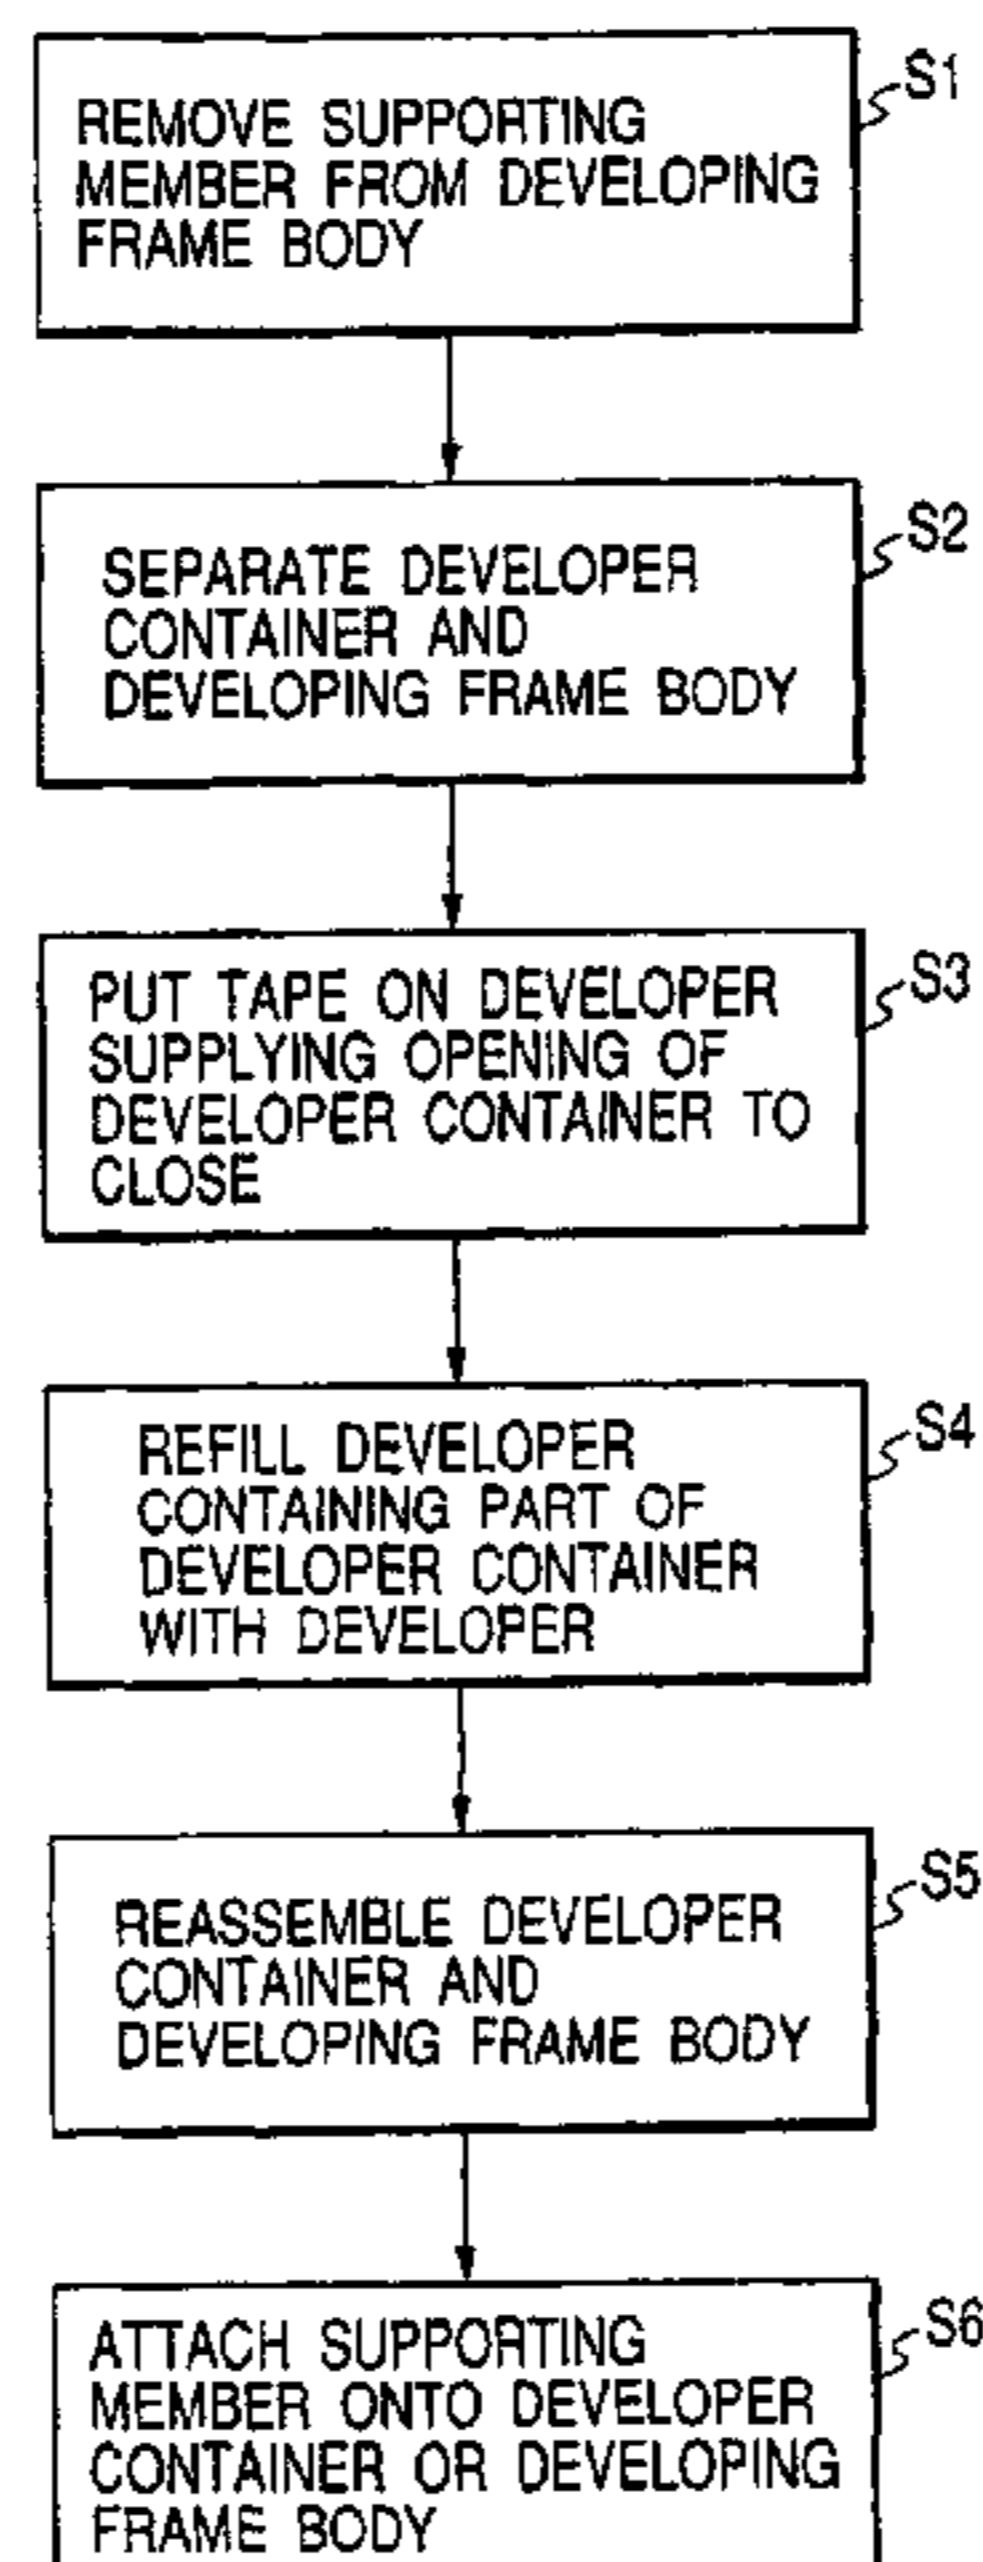 S1
REMOVE SUPPORTING
MEMBER FROM DEVELOPING
FRAME BODY
S2
SEPARATE DEVELOPER
CONTAINER AND
DEVELOPING FRAME BODY
S3
PUT TAPE ON DEVELOPER
SUPPLYING OPENING OF
DEVELOPER CONTAINER TO
CLOSE
S4
REFILL DEVELOPER
CONTAINING PART OF
DEVELOPER CONTAINER
WITH DEVELOPER
S5
REASSEMBLE DEVELOPER
CONTAINER AND
DEVELOPING FRAME BODY
S6
ATTACH SUPPORTING
MEMBER ONTO DEVELOPER
CONTAINER OR DEVELOPING
FRAME BODY